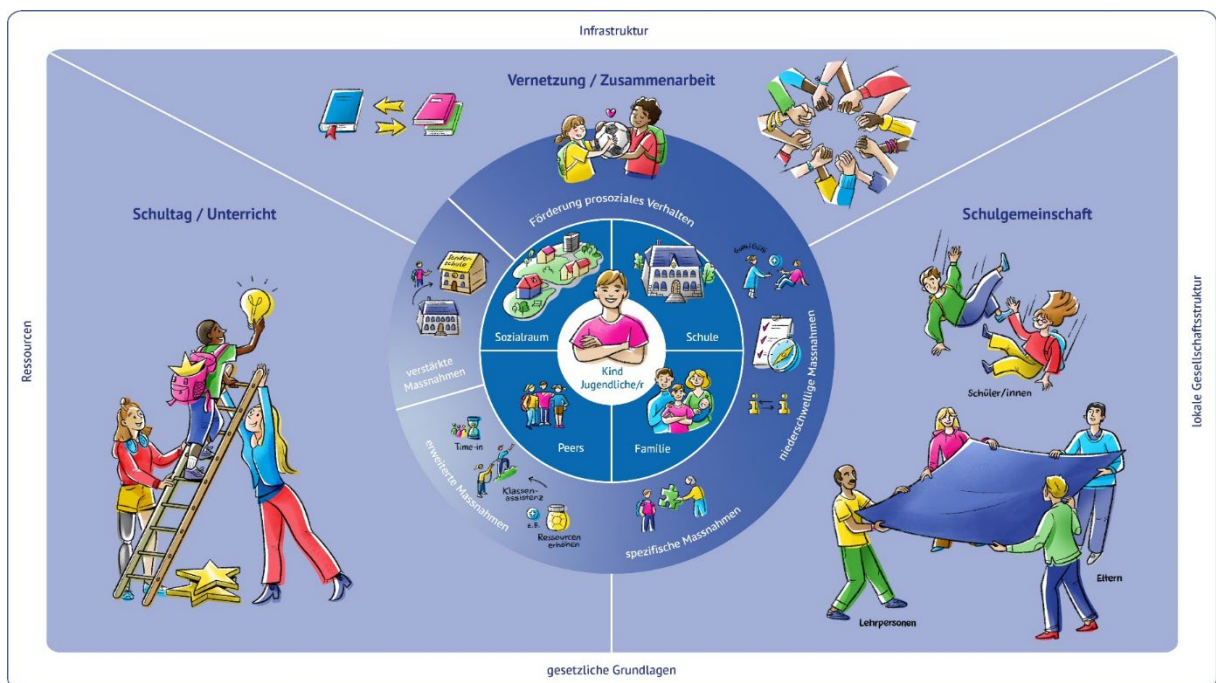 Infrastruktur
Vernetzung / Zusammenarbeit
Schultag / Unterricht
Schulgemeinschaft
Ressourcen
lokale Gesellschaftsstruktur
Förderung prosoziales Verhalten
Sonder-
schule
verstärkte
Massnahmen
Sozialraum
Schule
Kind
Jugendliche/r
Peers
Familie
niederschwellige Massnahmen
i
i
Schüler/innen
erweiterte Massnahmen
Time-in
Klassen-
assistenz
z.B.
Ressourcen
erhöhen
spezifische Massnahmen
Eltern
Lehrpersonen
gesetzliche Grundlagen